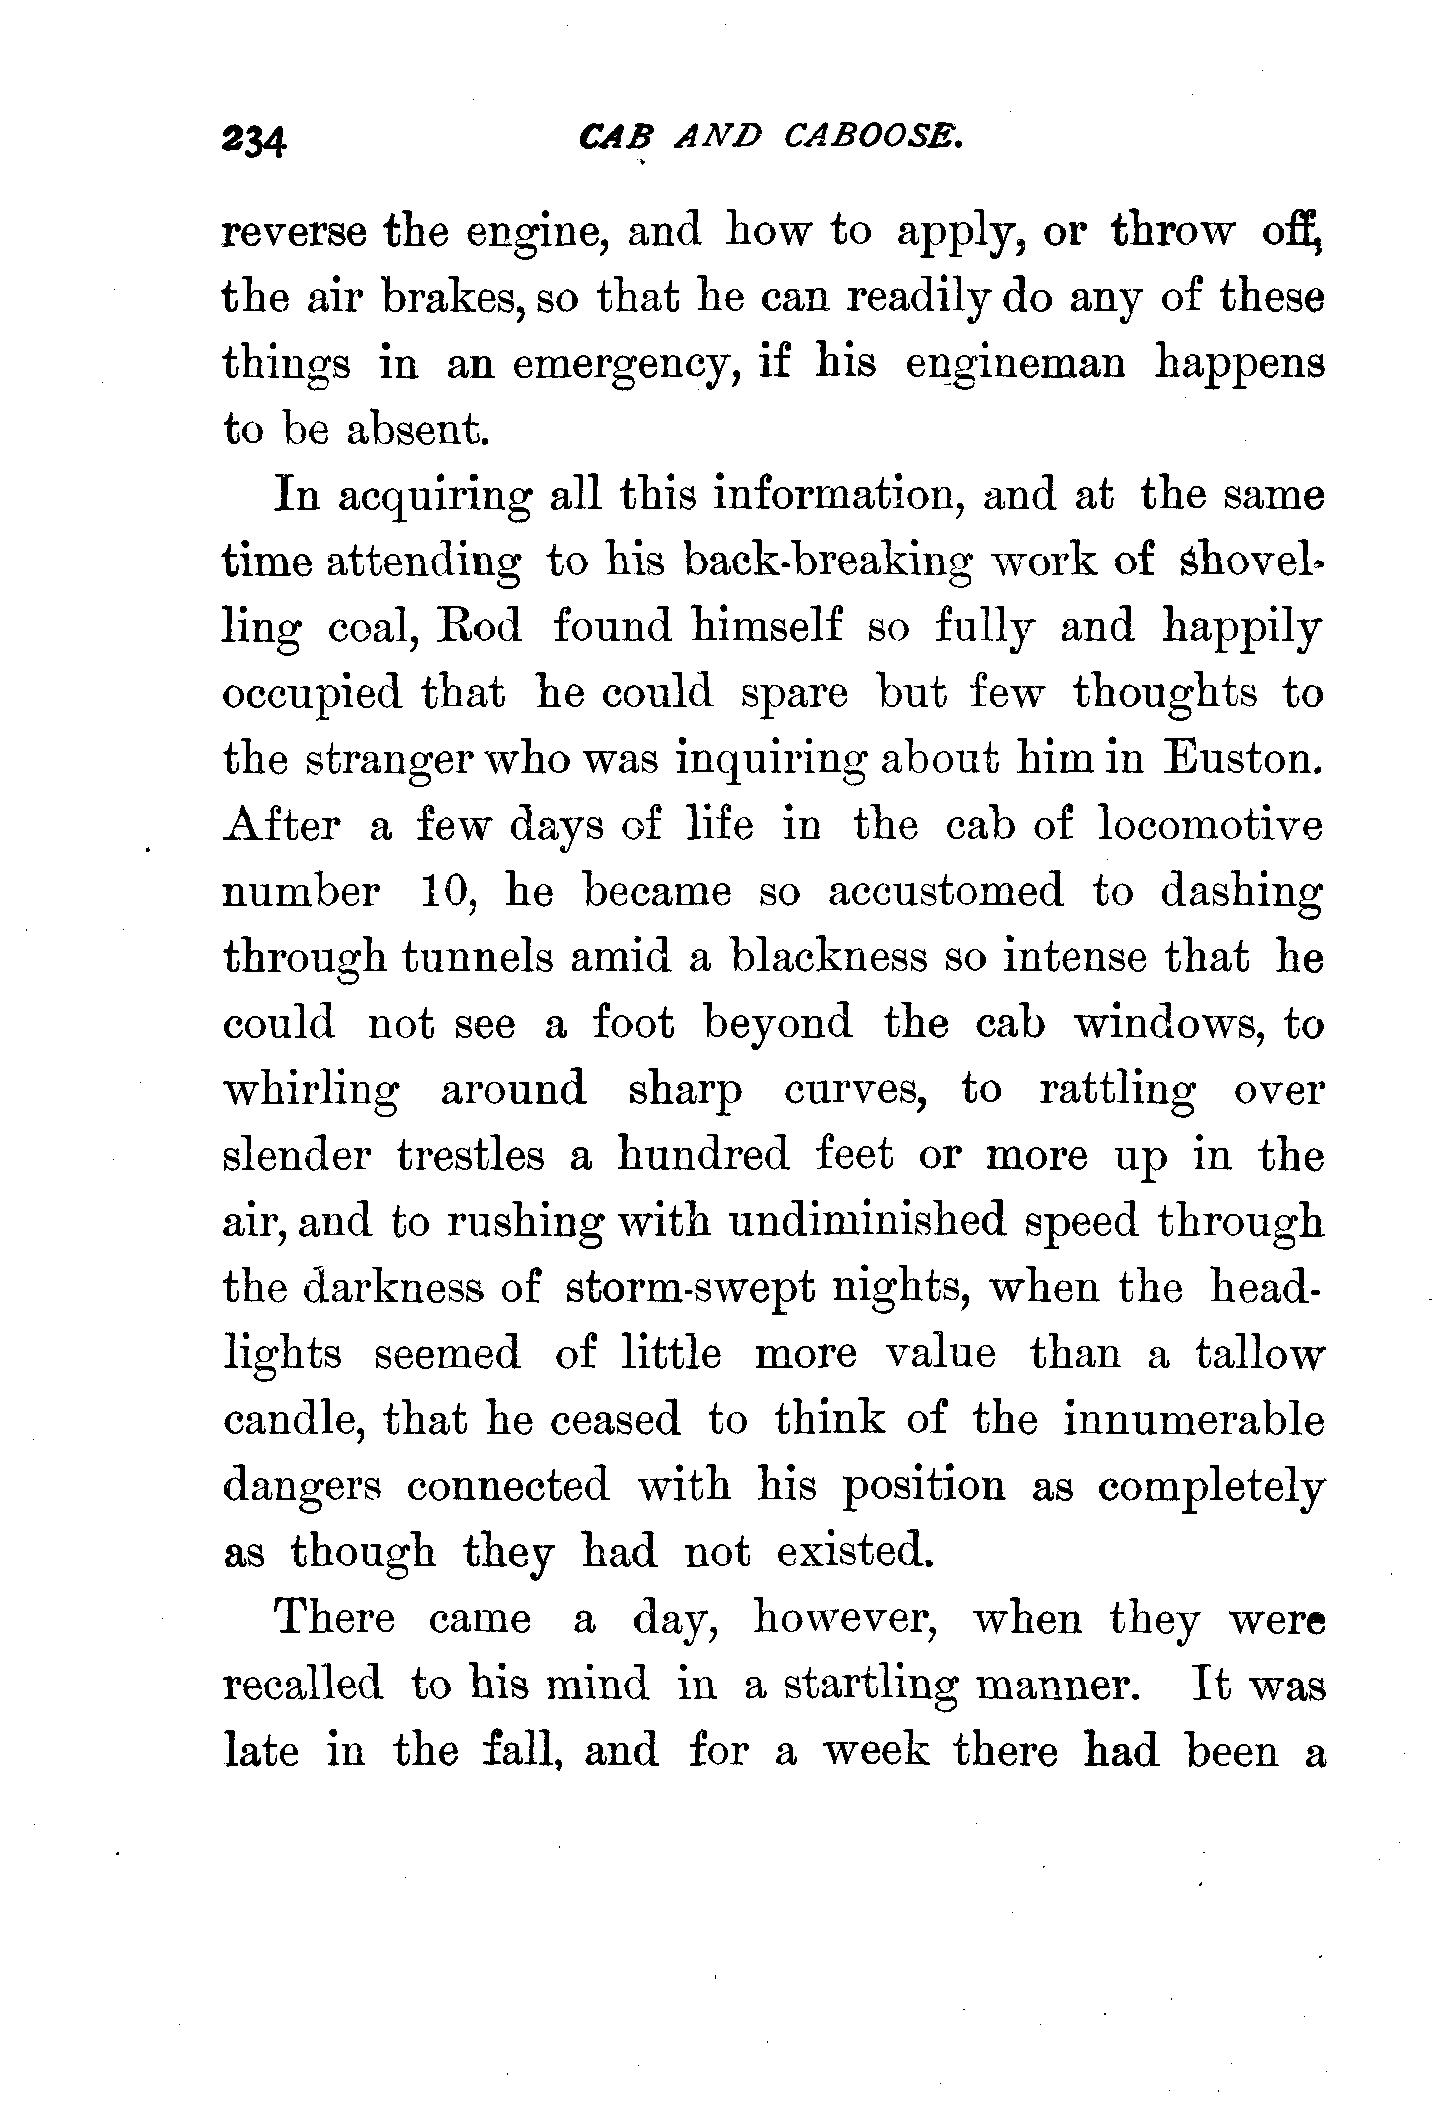 234 CAB AND CABOOSE.
reverse the engine, and how to apply, or throw off,
the air brakes, so that he can readily do any of these
things in an emergency, if his engineman happens
to be absent.
In acquiring all this information, and at the same
time attending to his back-breaking work of shovel-
ling coal, Rod found himself so fully and happily
occupied that he could spare but few thoughts to
the stranger who was inquiring about him in Euston.
After a few days of life in the cab of locomotive
number 10, he became so accustomed to dashing
through tunnels amid a blackness so intense that he
could not see a foot beyond the cab windows, to
whirling around sharp curves, to rattling over
slender trestles a hundred feet or more up in the
air, and to rushing with undiminished speed through
the darkness of storm-swept nights, when the head-
lights seemed of little more value than a tallow
candle, that he ceased to think of the innumerable
dangers connected with his position as completely
as though they had not existed.
There came a day, however, when they were
recalled to his mind in a startling manner. It was
late in the fall, and for a week there had been a